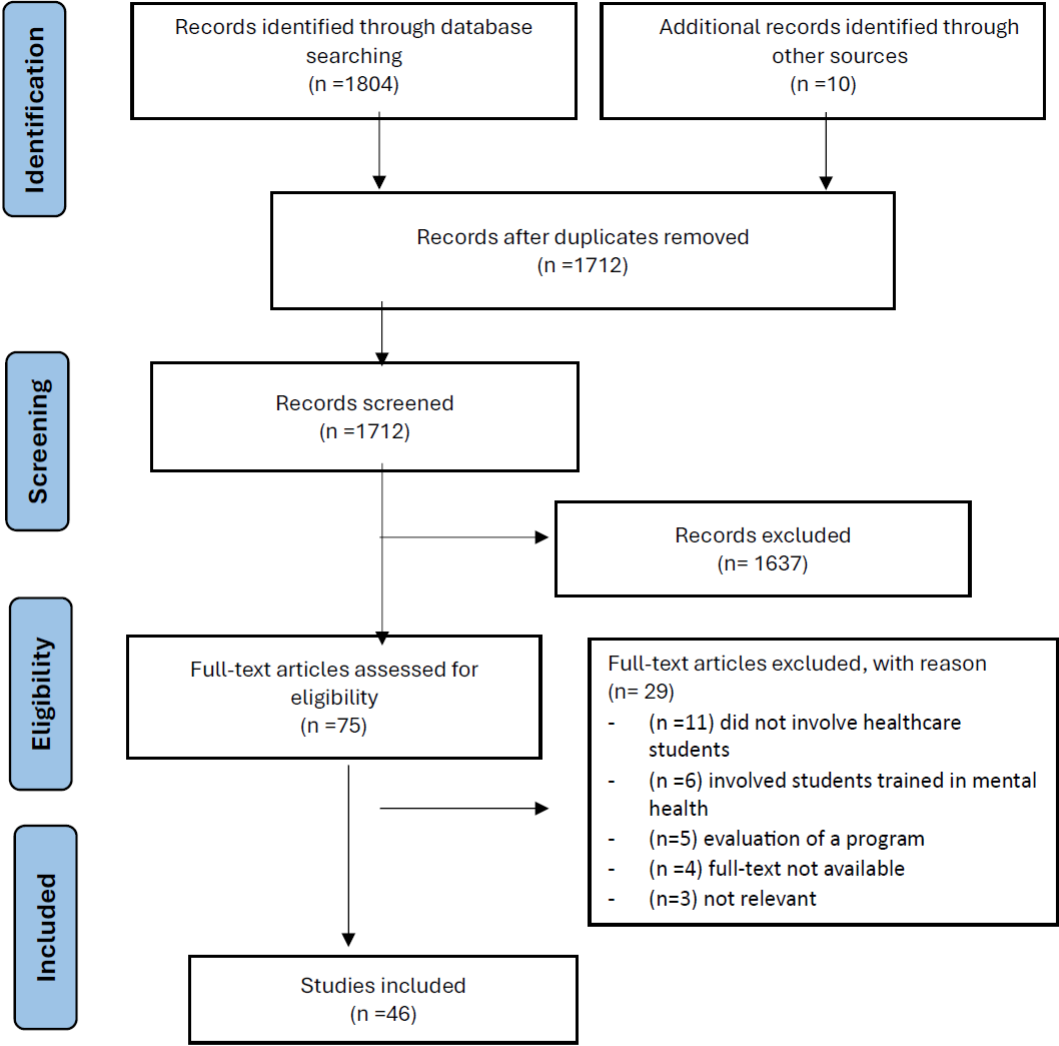 Identification
Records identified through database
searching
(n =1804)
Additional records identified through
other sources
(n =10)
Records after duplicates removed
(n =1712)
Screening
Records screened
(n =1712)
Records excluded
(n= 1637)
Eligibility
Full-text articles assessed for
eligibility
(n =75)
Full-text articles excluded, with reason
(n= 29)
- (n =11) did not involve healthcare
students
- (n =6) involved students trained in mental
health
- (n=5) evaluation of a program
- (n =4) full-text not available
- (n=3) not relevant
Included
Studies included
(n =46)